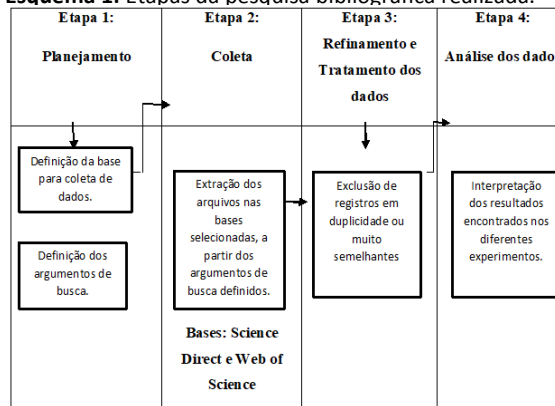 Esquema 1. Etapas da pesquisa bibliográfica realizada.
Etapa 1:
Planejamento
Etapa 2:
Coleta
Etapa 3:
Refinamento e
Tratamento dos
dados
Etapa 4:
Análise dos dado
Definição da base
para coleta de
dados.
Definição dos
argumentos de
busca.
Extração dos
arquivos nas
bases
selecionadas, a
partir dos
argumentos de
busca definidos.
Bases: Science
Direct e Web of
Science
Exclusão de
registros em
duplicidade ou
muito
semelhantes
Interpretação
dos resultados
encontrados nos
diferentes
experimentos.